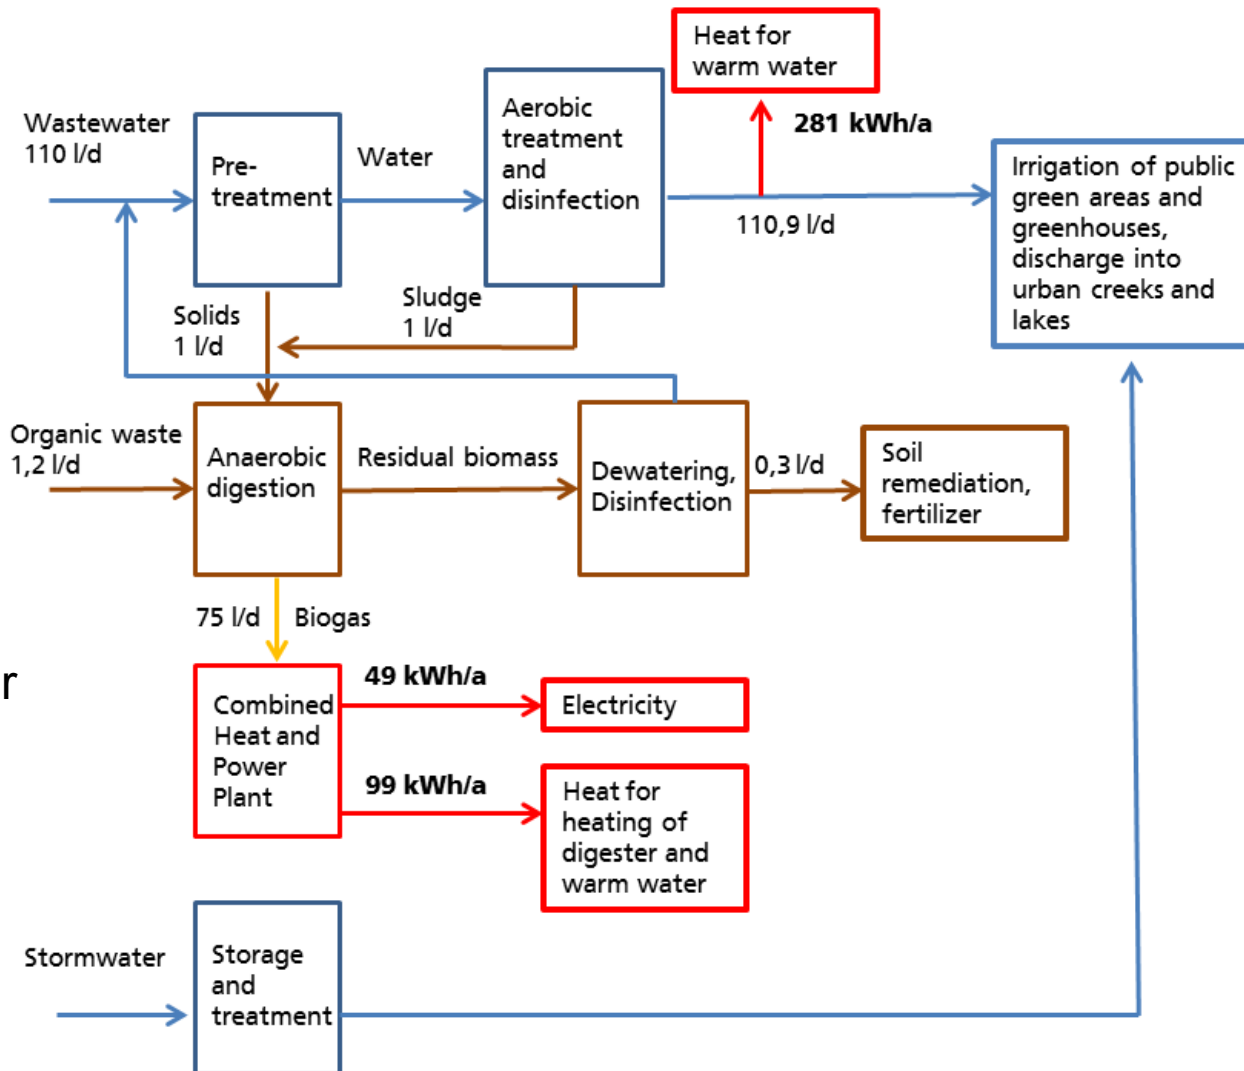 Heat for
warm water
281 kWh/a
Wastewater
110 l/d
Pre-
treatment
Water
Aerobic
treatment
and
disinfection
110,9 l/d
Irrigation of public
green areas and
greenhouses,
discharge into
urban creeks and
lakes
Solids
1 l/d
Sludge
1 l/d
Organic waste
1,2 l/d
Anaerobic
digestion
Residual biomass
Dewatering,
Disinfection
0,3 l/d
Soil
remediation,
fertilizer
75 l/d
Biogas
r
Combined
Heat and
Power
Plant
49 kWh/a
Electricity
99 kWh/a
Heat for
heating of
digester and
warm water
Stormwater
Storage
and
treatment